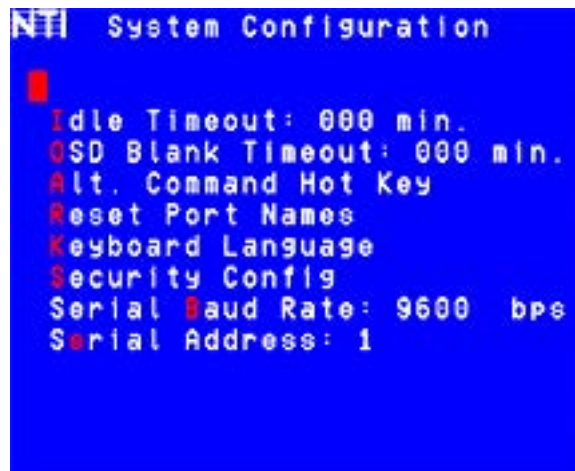 NTI System Configuration
Idle Timeout: 000 min.
OSD Blank Timeout: 000 min.
Alt. Command Hot Key
Reset Port Names
Keyboard Language
Security Config
Serial Baud Rate: 9600 bps
Serial Address: 1